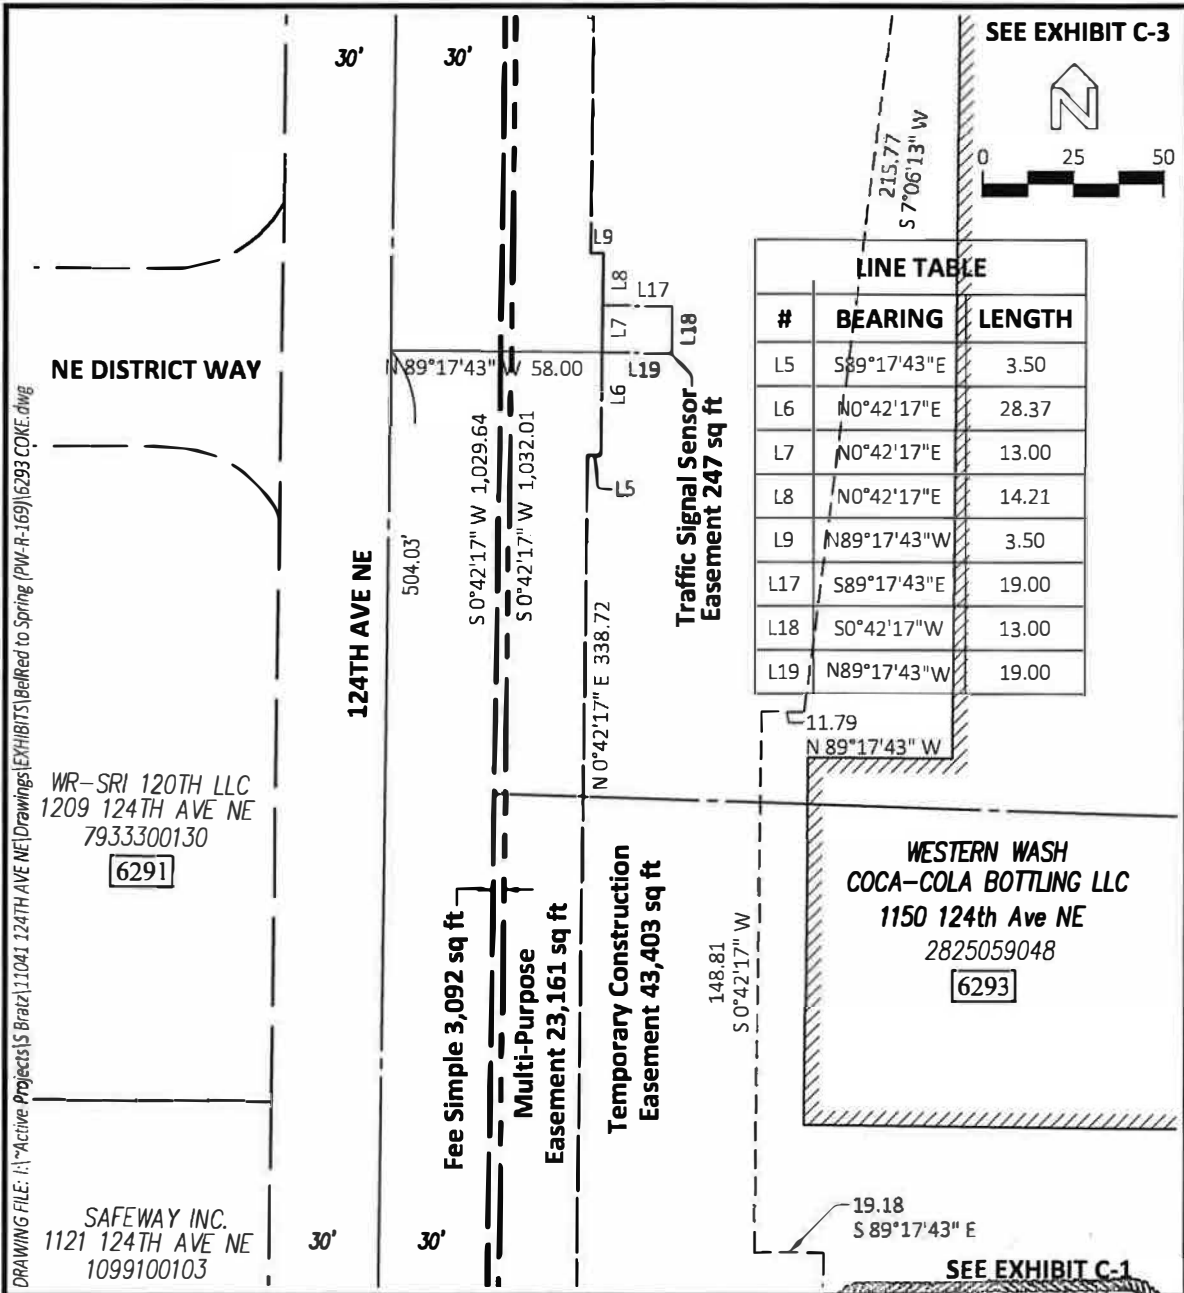 SEE EXHIBIT C-3
N
0 25 50
30'
30'
215.77
S 7°06'13" W
L9
L8
L17
L7
L18
NE DISTRICT WAY
N 89°17'43" W 58.00
L19
L6
L5
LINE TABLE
# BEARING LENGTH
L5 S89°17'43"E 3.50
L6 N0°42'17"E 28.37
L7 N0°42'17"E 13.00
L8 N0°42'17"E 14.21
L9 N89°17'43"W 3.50
L17 S89°17'43"E 19.00
L18 S0°42'17"W 13.00
L19 N89°17'43"W 19.00
Traffic Signal Sensor
Easement 247 sq ft
S 0°42'17" W 1,029.64
S 0°42'17" W 1,032.01
504.03'
124TH AVE NE
N 0°42'17" E 338.72
11.79
N 89°17'43" W
WR-SRI 120TH LLC
1209 124TH AVE NE
7933300130
6291
WESTERN WASH
COCA-COLA BOTTLING LLC
1150 124th Ave NE
2825059048
6293
Fee Simple 3,092 sq ft
Multi-Purpose
Easement 23,161 sq ft
Temporary Construction
Easement 43,403 sq ft
148.81
S 0°42'17" W
SAFEWAY INC.
1121 124TH AVE NE
1099100103
30'
30'
19.18
S 89°17'43" E
SEE EXHIBIT C-1
DRAWING FILE: I:\~Active Projects\S Bratz\11041 124TH AVE NE\Drawings\EXHIBITS\BelRed to Spring (PW-R-169)\6293 COKE.dwg